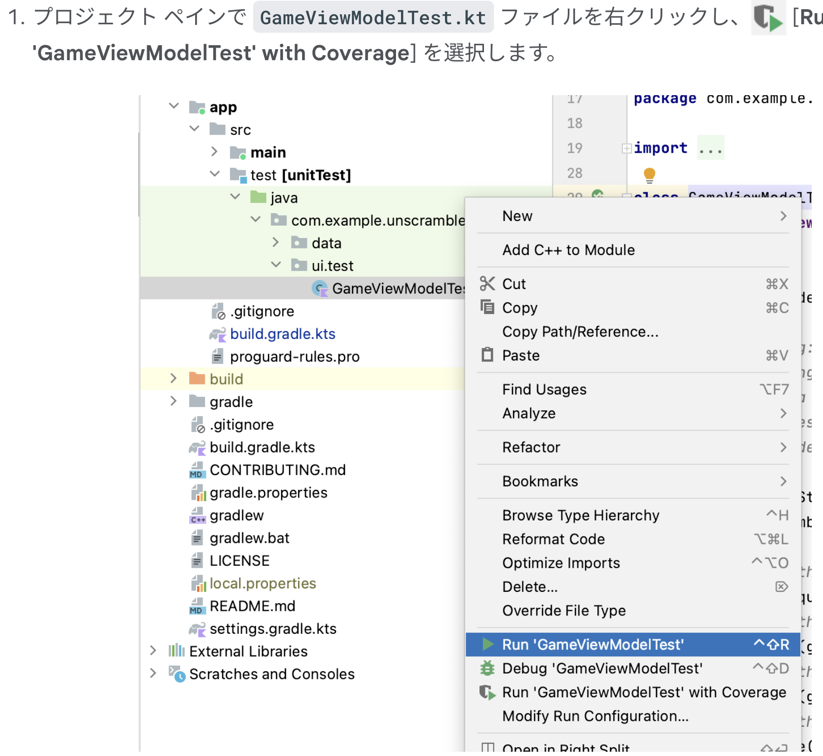 1. プロジェクト ペインで GameViewModelTest.kt ファイルを右クリックし、 [Ru
'GameViewModelTest' with Coverage] を選択します。
app
src
main
test [unitTest]
java
com.example.unscramble
data
ui.test
GameViewModelTes
.gitignore
build.gradle.kts
proguard-rules.pro
build
gradle
.gitignore
build.gradle.kts
CONTRIBUTING.md
gradle.properties
gradlew
gradlew.bat
LICENSE
local.properties
README.md
settings.gradle.kts
External Libraries
Scratches and Consoles
17 package com.example.
18
19 import ...
28
29 class GameViewModelT
New
Add C++ to Module
Cut ⌘X
Copy ⌘C
Copy Path/Reference...
Paste ⌘V
Find Usages ⌥F7
Analyze
Refactor
Bookmarks
Browse Type Hierarchy ^H
Reformat Code ⌥⌘L
Optimize Imports ^⌥O
Delete... ⌦
Override File Type
Run 'GameViewModelTest' ^⇧R
Debug 'GameViewModelTest' ^⇧D
Run 'GameViewModelTest' with Coverage
Modify Run Configuration...
Open in Right Split ⇧↩